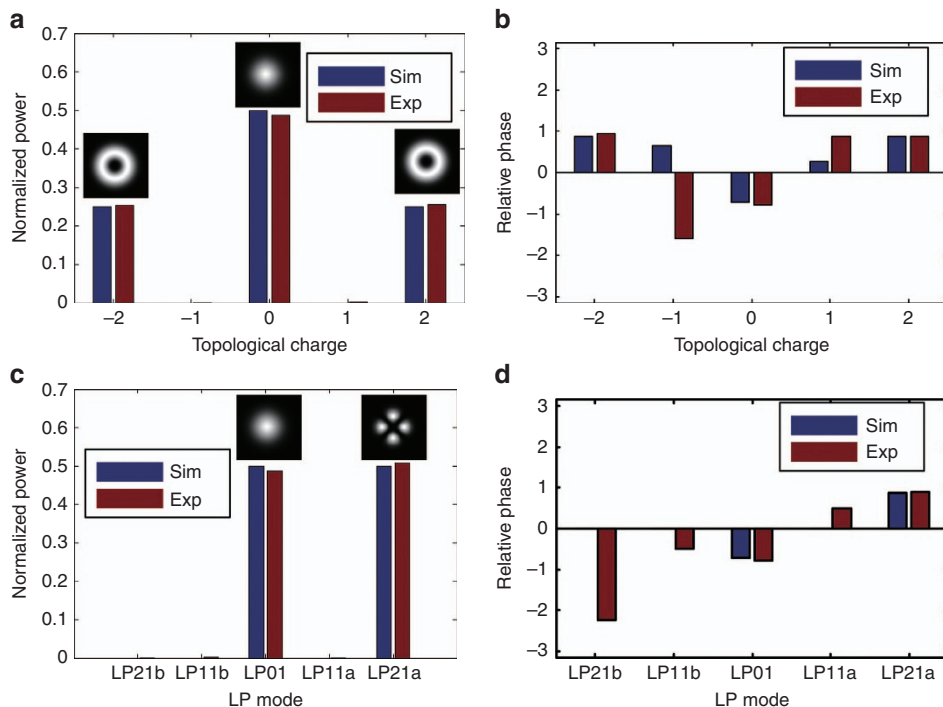 a
0.7
0.6
0.5
0.4
0.3
0.2
0.1
0
Normalized power
Sim
Exp
−2
−1
0
1
2
Topological charge
b
3
2
1
0
−1
−2
−3
Relative phase
Sim
Exp
−2
−1
0
1
2
Topological charge
c
0.7
0.6
0.5
0.4
0.3
0.2
0.1
0
Normalized power
Sim
Exp
LP21b
LP11b
LP01
LP11a
LP21a
LP mode
d
3
2
1
0
−1
−2
−3
Relative phase
Sim
Exp
LP21b
LP11b
LP01
LP11a
LP21a
LP mode